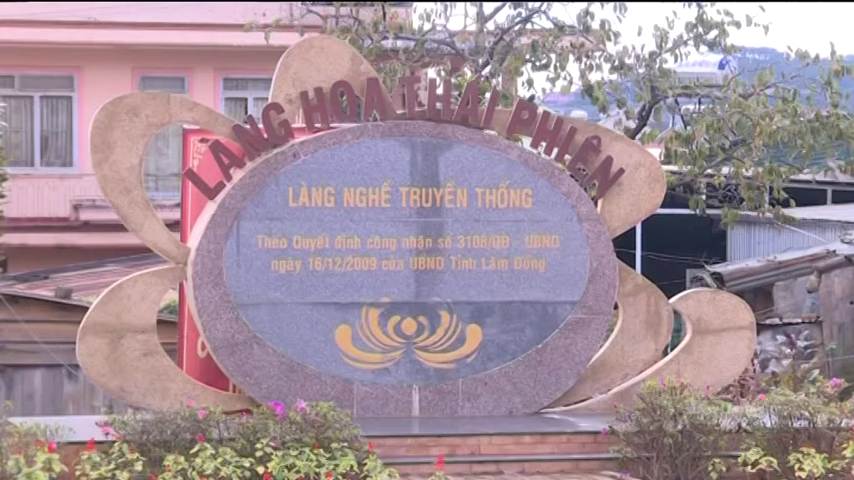 LÀNG HOA THÁI PHIÊN
LÀNG NGHỀ TRUYỀN THỐNG
Theo Quyết định công nhận số 3108/QĐ - UBND
ngày 16/12/2009 của UBND Tỉnh Lâm Đồng